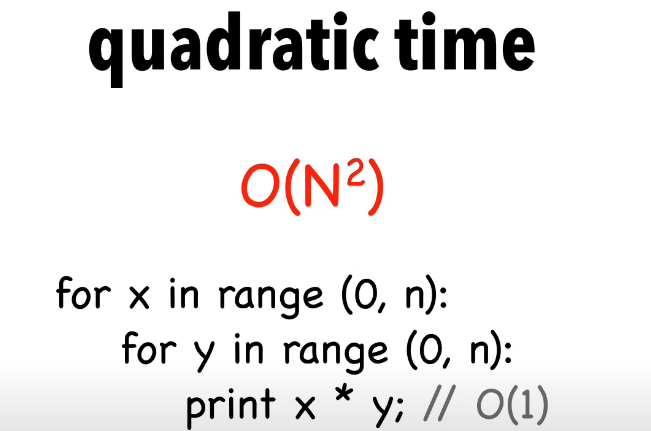 quadratic time
O(N²)
for x in range (0, n):
for y in range (0, n):
print x * y; // O(1)